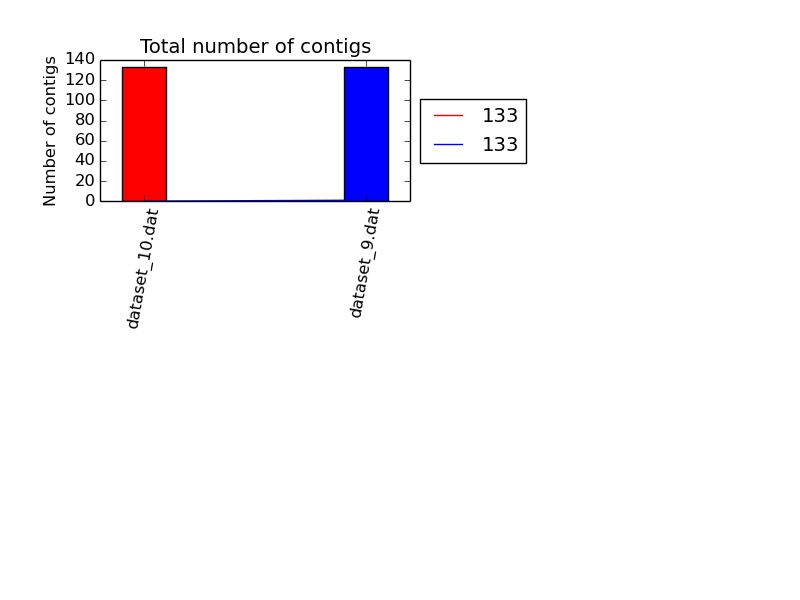 Total number of contigs
Number of contigs
140
120
100
80
60
40
20
0
dataset_10.dat
dataset_9.dat
133
133